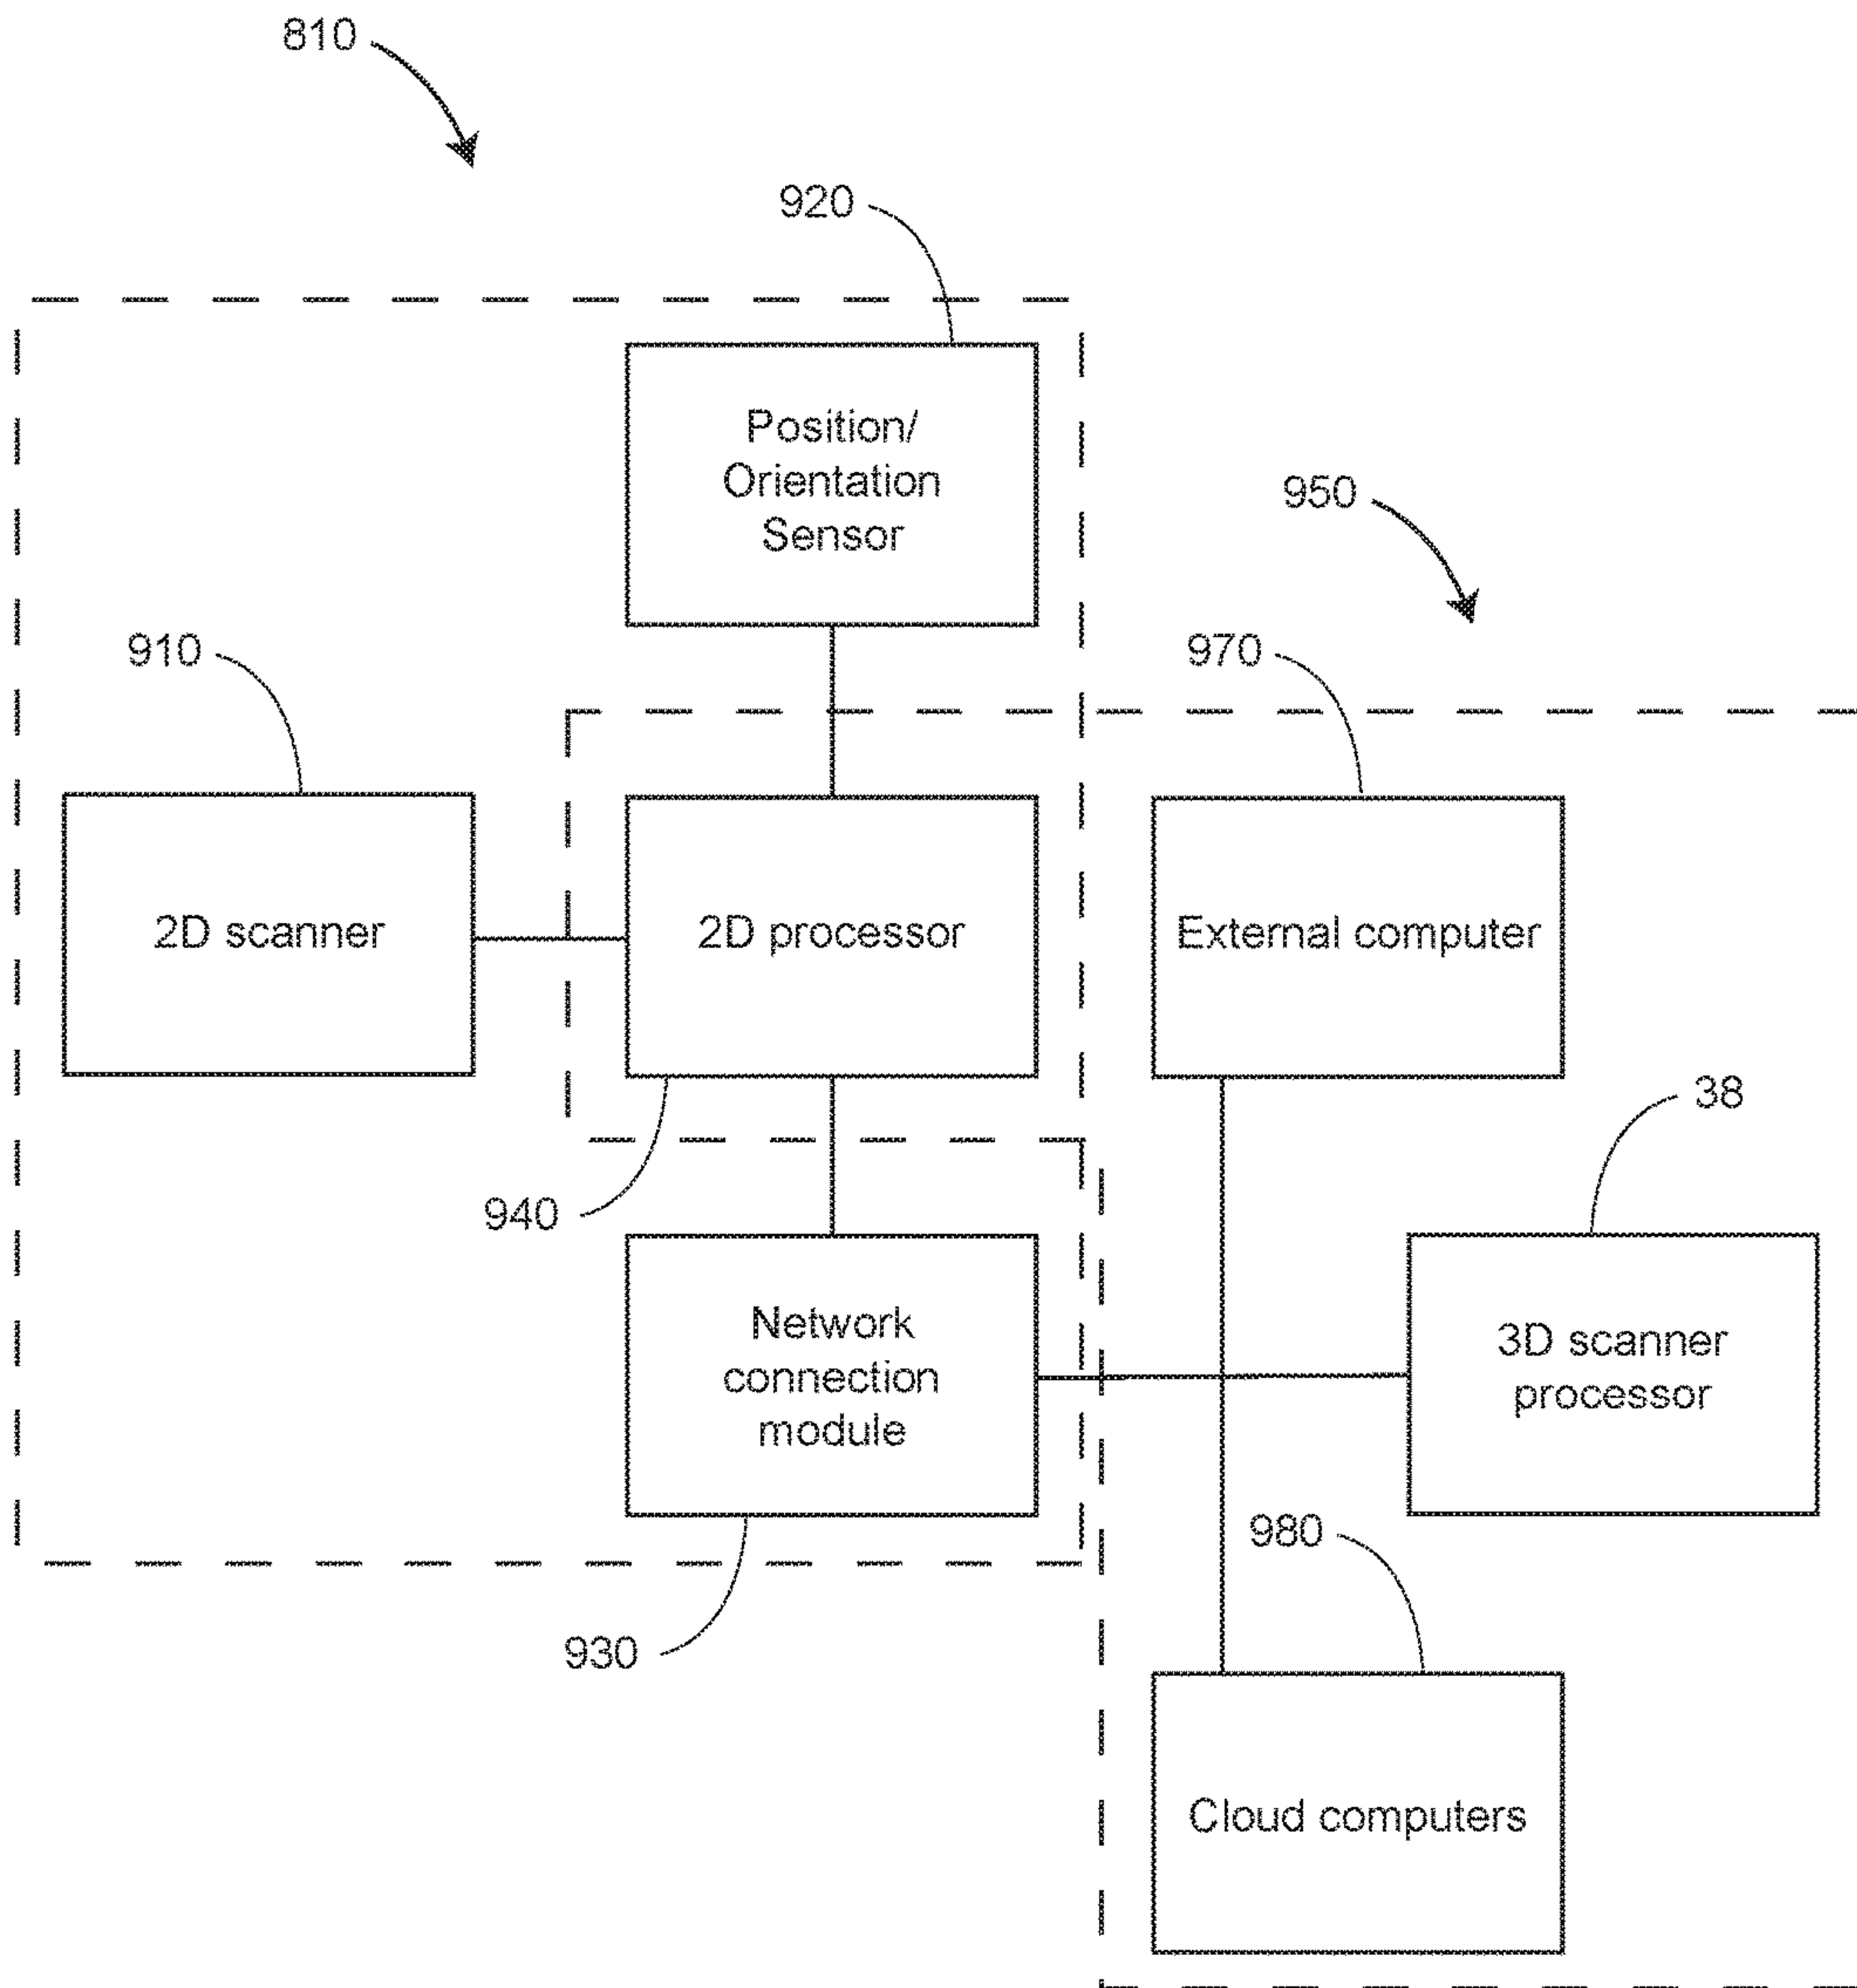 810
920
Position/
Orientation
Sensor
950
910
970
2D scanner
2D processor
External computer
38
940
Network
connection
module
3D scanner
processor
980
930
Cloud computers